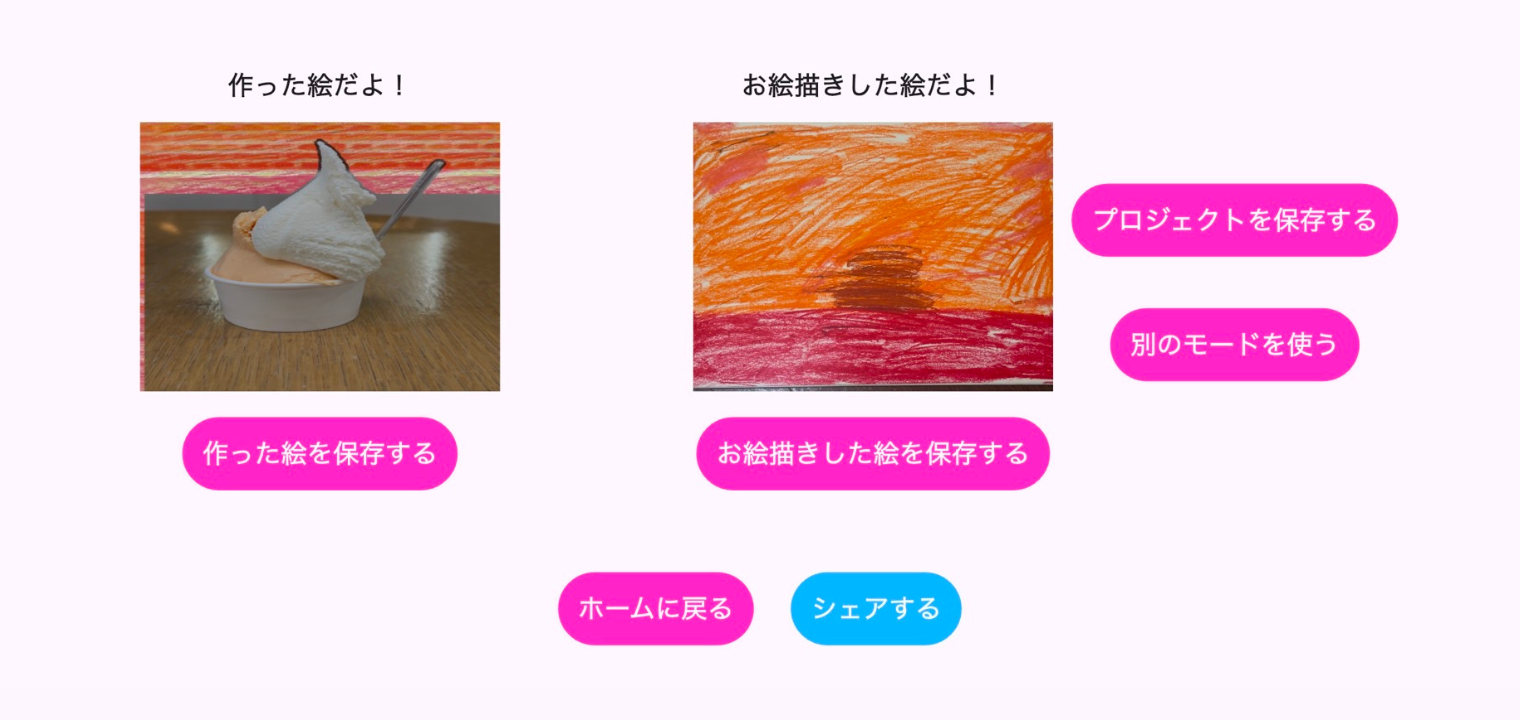 作った絵だよ！
お絵描きした絵だよ！
プロジェクトを保存する
別のモードを使う
作った絵を保存する
お絵描きした絵を保存する
ホームに戻る
シェアする